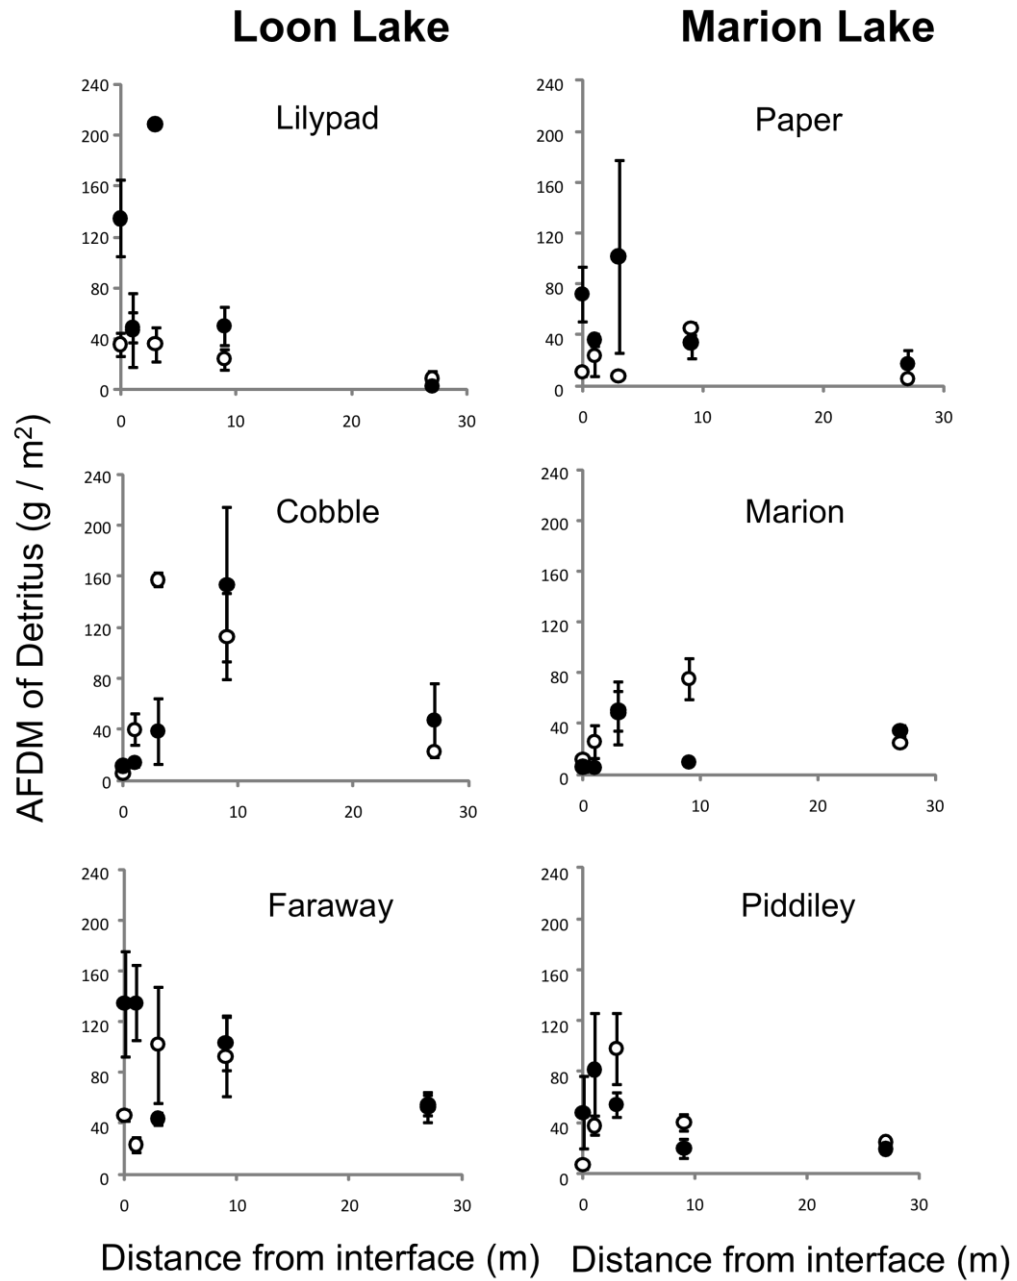 Loon Lake
Marion Lake
Lilypad
240
200
160
120
80
40
0
0 10 20 30
Paper
240
200
160
120
80
40
0
0 10 20 30
Cobble
240
200
160
120
80
40
0
0 10 20 30
Marion
240
200
160
120
80
40
0
0 10 20 30
Faraway
240
200
160
120
80
40
0
0 10 20 30
Piddiley
240
200
160
120
80
40
0
0 10 20 30
AFDM of Detritus (g / m²)
Distance from interface (m)
Distance from interface (m)